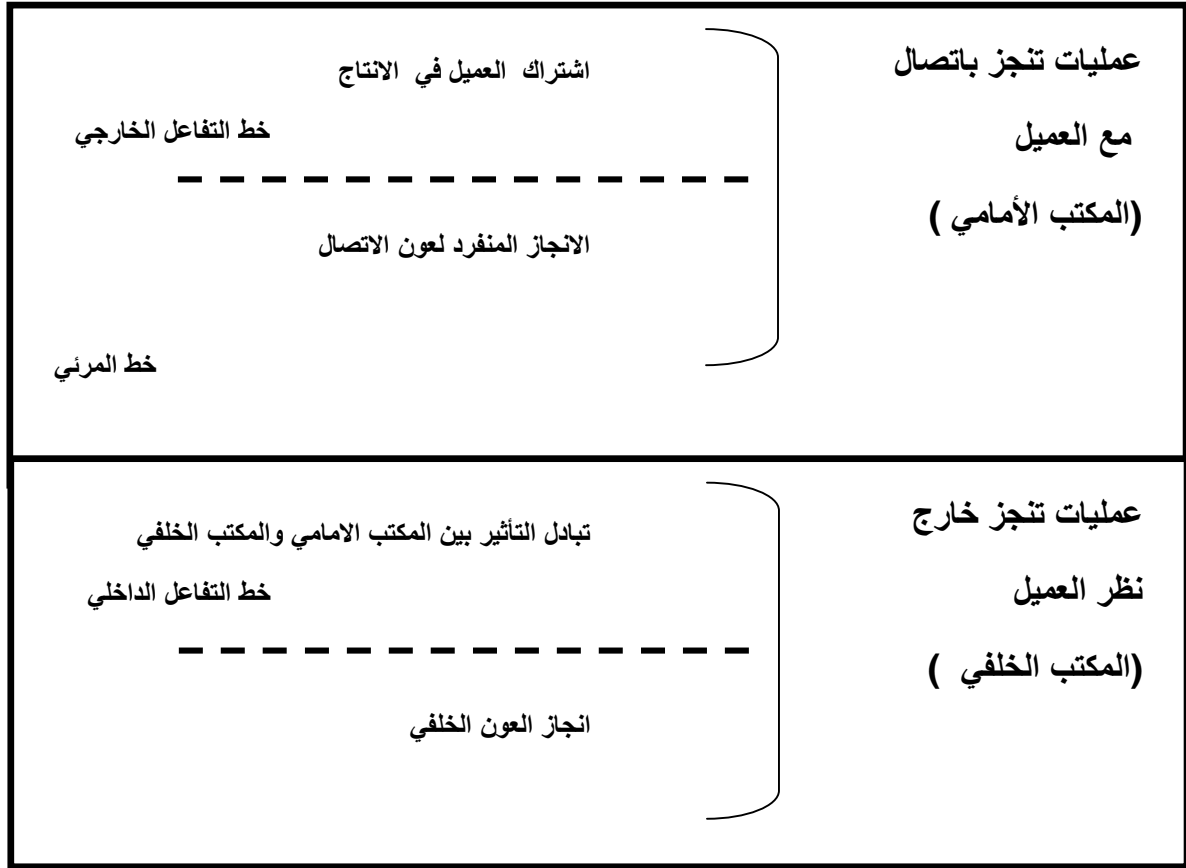 عمليات تنجز باتصال
مع العميل
(المكتب الأمامي )
اشتراك العميل في الانتاج
خط التفاعل الخارجي
الانجاز المنفرد لعون الاتصال
خط المرئي
عمليات تنجز خارج
نظر العميل
(المكتب الخلفي )
تبادل التأثير بين المكتب الامامي والمكتب الخلفي
خط التفاعل الداخلي
انجاز العون الخلفي